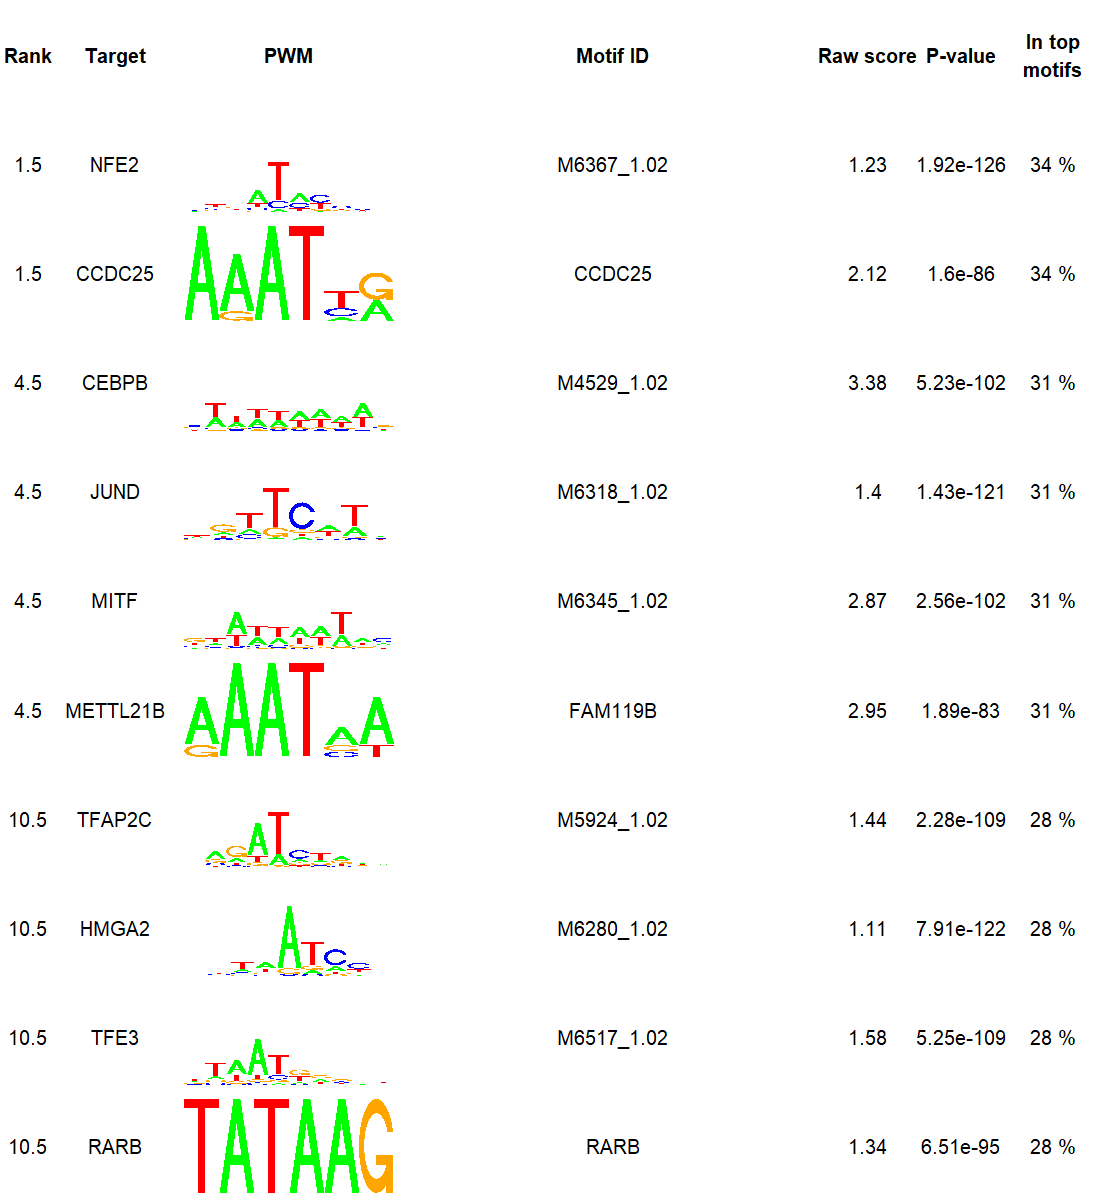 Rank Target PWM Motif ID Raw score P-value In top motifs
1.5 NFE2 M6367_1.02 1.23 1.92e-126 34 %
1.5 CCDC25 CCDC25 2.12 1.6e-86 34 %
4.5 CEBPB M4529_1.02 3.38 5.23e-102 31 %
4.5 JUND M6318_1.02 1.4 1.43e-121 31 %
4.5 MITF M6345_1.02 2.87 2.56e-102 31 %
4.5 METTL21B FAM119B 2.95 1.89e-83 31 %
10.5 TFAP2C M5924_1.02 1.44 2.28e-109 28 %
10.5 HMGA2 M6280_1.02 1.11 7.91e-122 28 %
10.5 TFE3 M6517_1.02 1.58 5.25e-109 28 %
10.5 RARB TATAAG RARB 1.34 6.51e-95 28 %